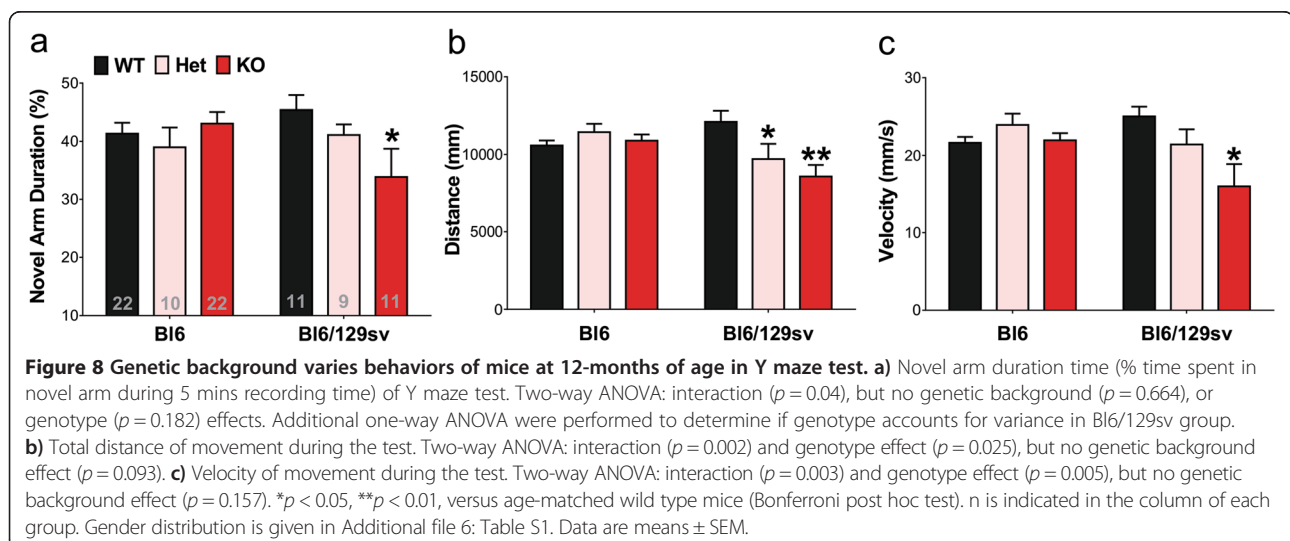 a
b
c
WT Het KO
Novel Arm Duration (%)
50
40
30
20
10
22
10
22
11
9
11
*
Bl6
Bl6/129sv
Distance (mm)
15000
10000
5000
0
*
**
Bl6
Bl6/129sv
Velocity (mm/s)
30
20
10
0
*
Bl6
Bl6/129sv
Figure 8 Genetic background varies behaviors of mice at 12-months of age in Y maze test. a) Novel arm duration time (% time spent in
novel arm during 5 mins recording time) of Y maze test. Two-way ANOVA: interaction (p = 0.04), but no genetic background (p = 0.664), or
genotype (p = 0.182) effects. Additional one-way ANOVA were performed to determine if genotype accounts for variance in Bl6/129sv group.
b) Total distance of movement during the test. Two-way ANOVA: interaction (p = 0.002) and genotype effect (p = 0.025), but no genetic background
effect (p = 0.093). c) Velocity of movement during the test. Two-way ANOVA: interaction (p = 0.003) and genotype effect (p = 0.005), but no genetic
background effect (p = 0.157). *p < 0.05, **p < 0.01, versus age-matched wild type mice (Bonferroni post hoc test). n is indicated in the column of each
group. Gender distribution is given in Additional file 6: Table S1. Data are means ± SEM.